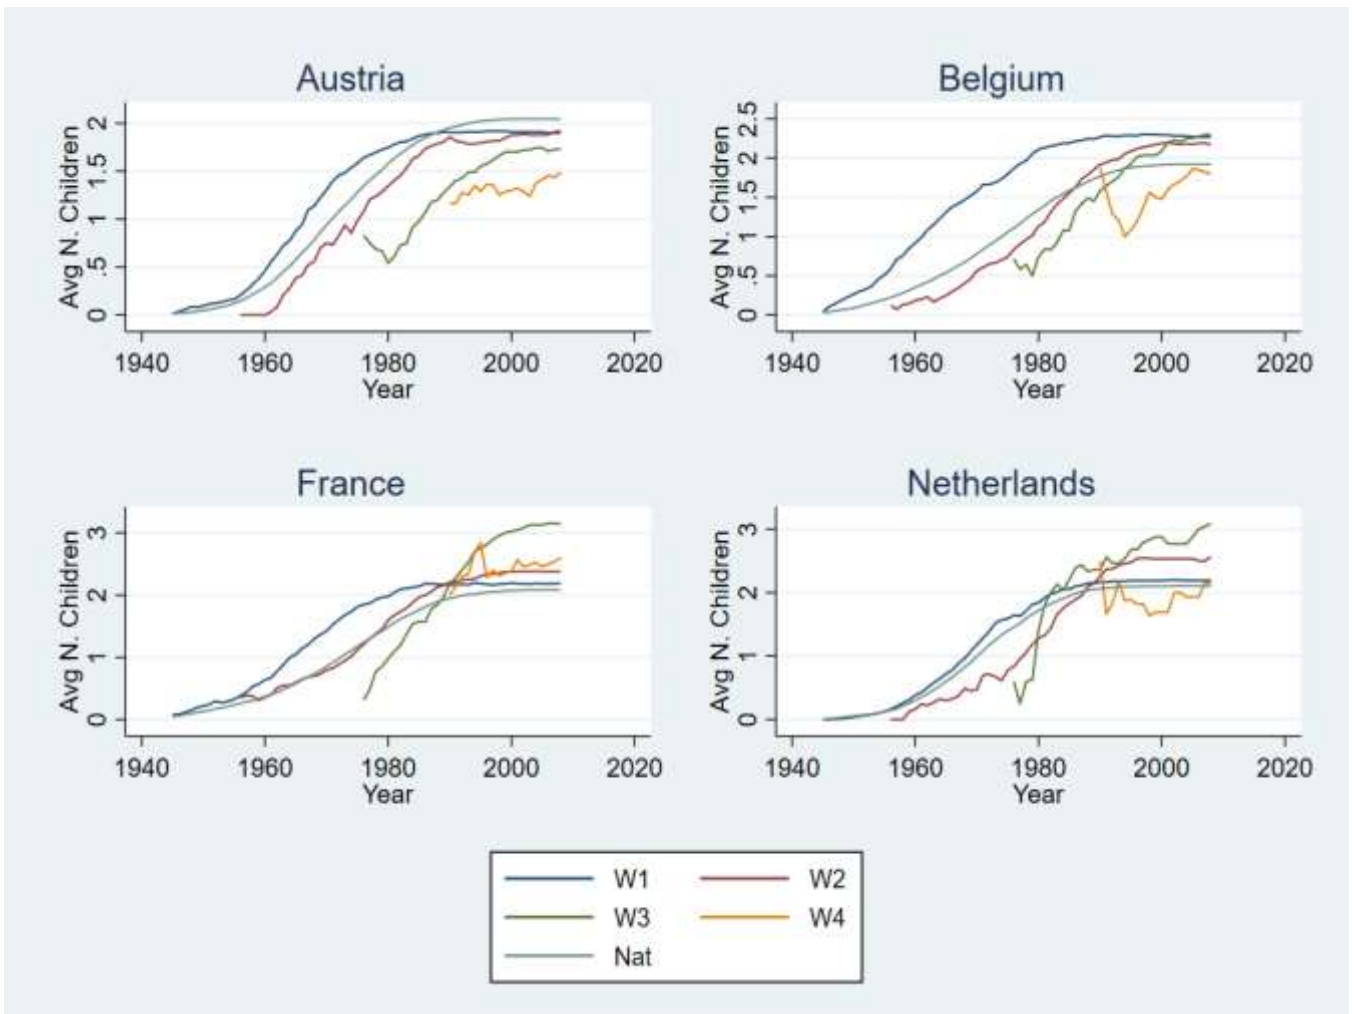 Austria
Avg N. Children
0 .5 1 1.5 2
1940 1960 1980 2000 2020
Year
Belgium
Avg N. Children
0 .5 1 1.5 2 2.5
1940 1960 1980 2000 2020
Year
France
Avg N. Children
0 1 2 3
1940 1960 1980 2000 2020
Year
Netherlands
Avg N. Children
0 1 2 3
1940 1960 1980 2000 2020
Year
W1 W2
W3 W4
Nat